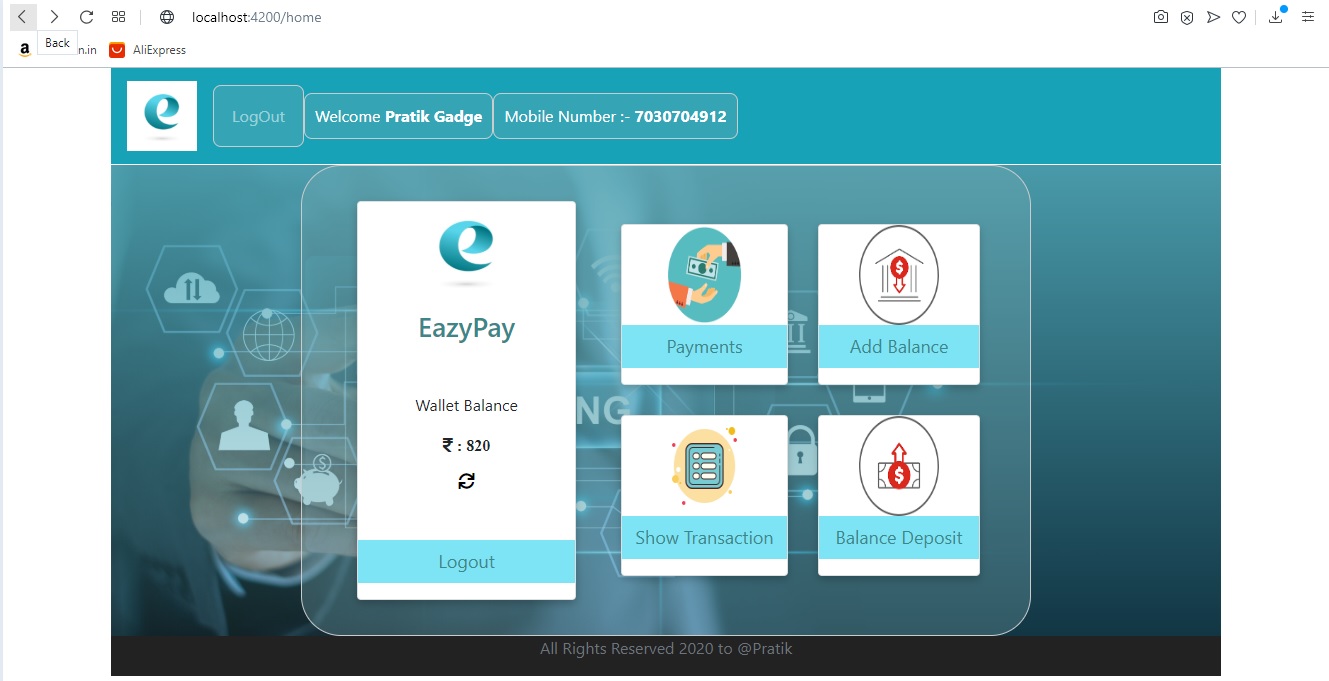 localhost:4200/home
Back
n.in
AliExpress
LogOut
Welcome Pratik Gadge
Mobile Number :- 7030704912
EazyPay
Wallet Balance
₹ : 820
Logout
Payments
Add Balance
Show Transaction
Balance Deposit
NG
All Rights Reserved 2020 to @Pratik